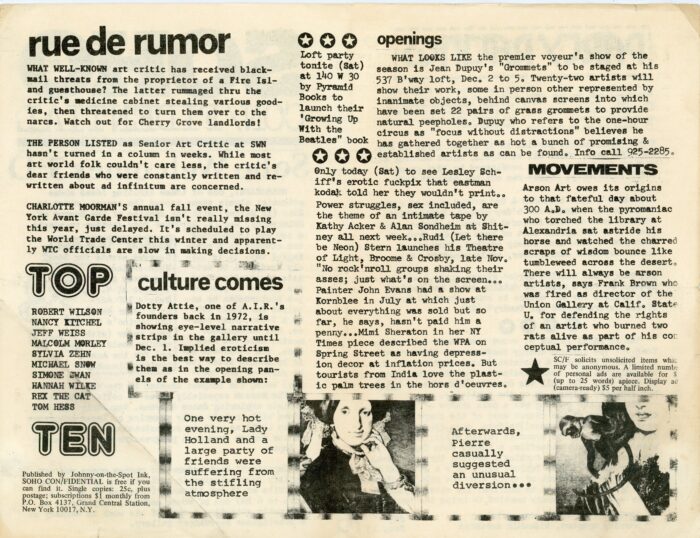 rue de rumor
WHAT WELL-KNOWN art critic has received black-
mail threats from the proprietor of a Fire Isl-
and guesthouse? The latter rummaged thru the
critic's medicine cabinet stealing various good-
ies, then threatened to turn them over to the
narcs. Watch out for Cherry Grove landlords!
THE PERSON LISTED as Senior Art Critic at SWN
hasn't turned in a column in weeks. While most
art world folk couldn't care less, the critic's
dear friends who were constantly written and re-
written about ad infinitum are concerned.
CHARLOTTE MOORMAN'S annual fall event, the New
York Avant Garde Festival isn't really missing
this year, just delayed. It's scheduled to play
the World Trade Center this winter and apparent-
ly WTC officials are slow in making decisions.
TOP
ROBERT WILSON
NANCY KITCHEL
JEFF WEISS
MALCOLM MORLEY
SYLVIA ZEHN
MICHAEL SNOW
SIMONE SWAN
HANNAH WILKE
REX THE CAT
TOM HESS
TEN
Published by Johnny-on-the-Spot Ink,
SOHO CON/FIDENTIAL is free if you
can find it. Single copies: 25c, plus
postage; subscriptions $1 monthly from
P.O. Box 4137, Grand Central Station,
New York 10017, N.Y.
culture comes
Dotty Attie, one of A.I.R.'s
founders back in 1972, is
showing eye-level narrative
strips in the gallery until
Dec. 1. Implied eroticism
is the best way to describe
them as in the opening pan-
els of the example shown:
Loft party
tonite (Sat)
at 140 W 30
by Pyramid
Books to
launch their
'Growing Up
With the
Beatles" book
openings
WHAT LOOKS LIKE the premier voyeur's show of the
season is Jean Dupuy's "Grommets" to be staged at his
537 B'way loft, Dec. 2 to 5. Twenty-two artists will
show their work, some in person other represented by
inanimate objects, behind canvas screens into which
have been set 22 pairs of grass grommets to provide
natural peepholes. Dupuy who refers to the one-hour
circus as "focus without distractions" believes he
has gathered together as hot a bunch of promising &
established artists as can be found. Info call 925-2285.
Only today (Sat) to see Lesley Sch-
iff's erotic fuckpix that eastman
kodak told her they wouldn't print..
Power struggles, sex included, are
the theme of an intimate tape by
Kathy Acker & Alan Sondheim at Shit-
ney all next week...Rudi (Let there
be Neon) Stern launches his Theatre
of Light, Broome & Crosby, late Nov.
"No rock'nroll groups shaking their
asses; just what's on the screen...
Painter John Evans had a show at
Kornblee in July at which just
about everything was sold but so
far, he says, hasn't paid him a
penny...Mimi Sheraton in her NY
Times piece described the WPA on
Spring Street as having depress-
ion decor at inflation prices. But
tourists from India love the plast-
ic palm trees in the hors d'oeuvres.
MOVEMENTS
Arson Art owes its origins
to that fateful day about
300 A.D. when the pyromaniac
who torched the library at
Alexandria sat astride his
horse and watched the charred
scraps of wisdom bounce like
tumbleweed across the desert.
There will always be arson
artists, says Frank Brown who
was fired as director of the
Union Gallery at Calif. State
U. for defending the rights
of an artist who burned two
rats alive as part of his co
ceptual performance.
SC/F solicits unsolicited items
may be anonymous. A limited
of personal ads are available for
(up to 25 words) apiece. Display
(camera-ready) $5 per half inch.
One very hot
evening, Lady
Holland and a
large party of
friends were
suffering from
the stifling
atmosphere
Afterwards,
Pierre
casually
suggested
an unusual
diversion...